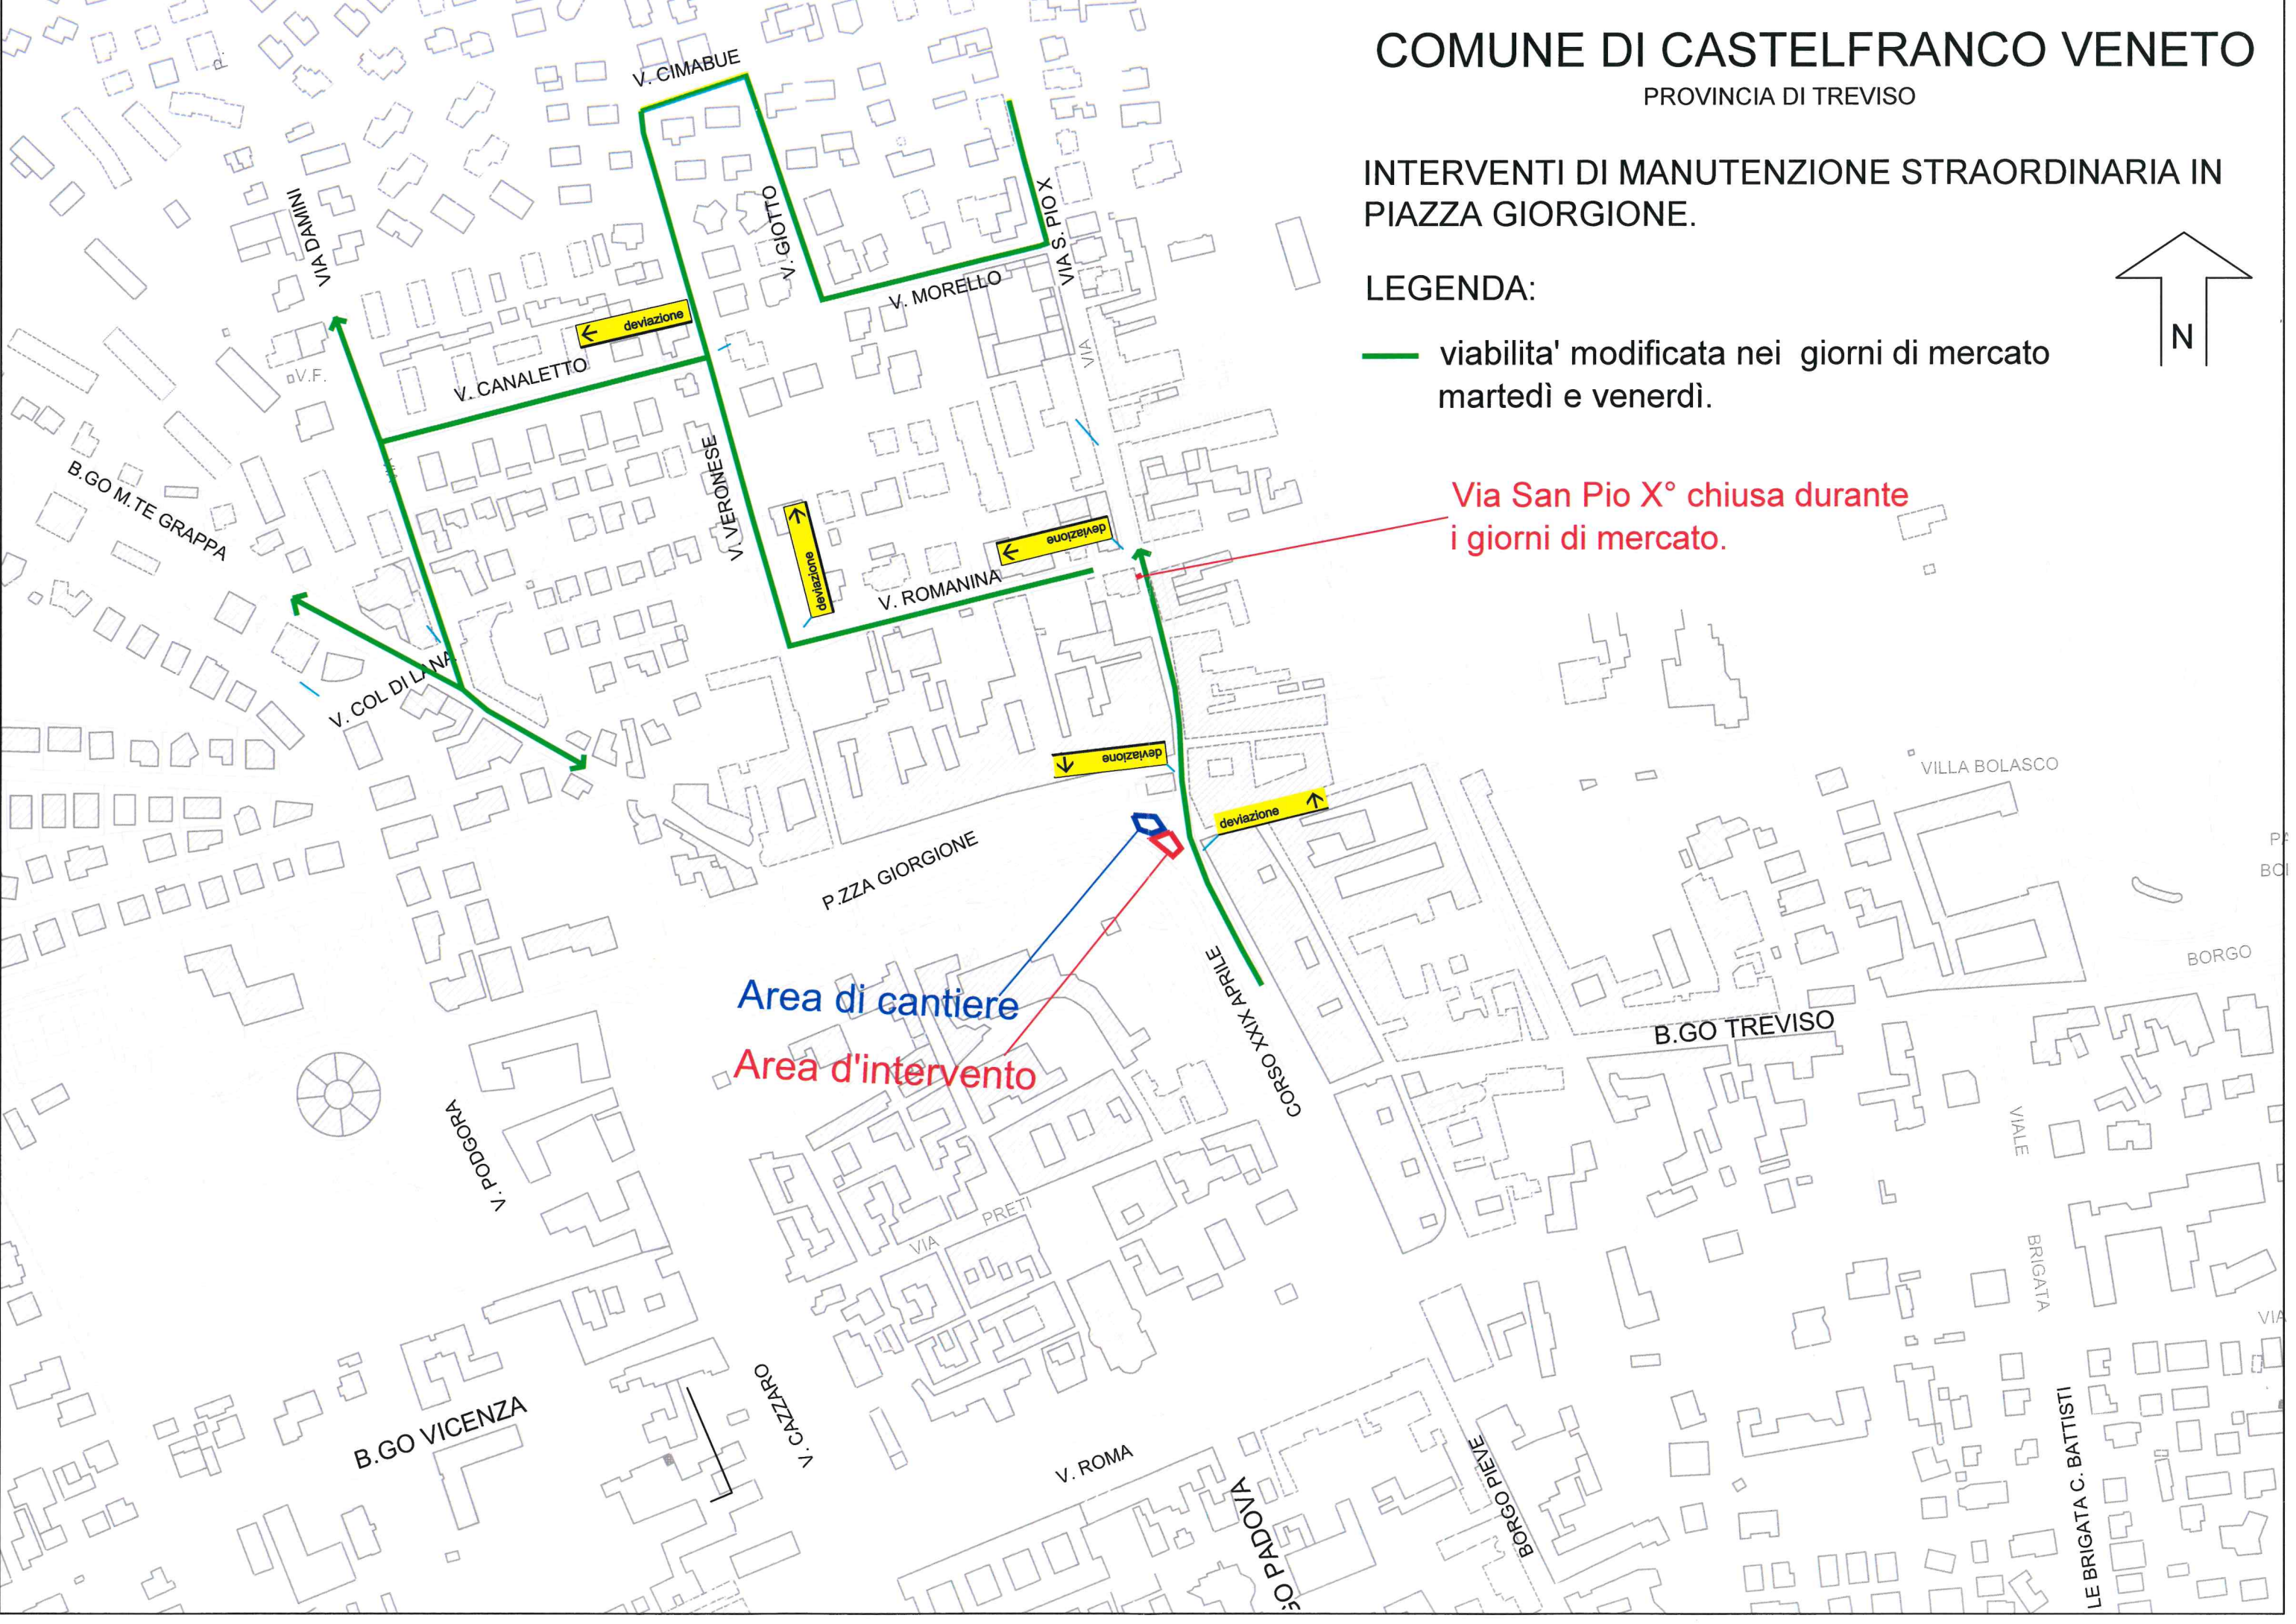 COMUNE DI CASTELFRANCO VENETO
PROVINCIA DI TREVISO
INTERVENTI DI MANUTENZIONE STRAORDINARIA IN
PIAZZA GIORGIONE.
LEGENDA:
viabilita' modificata nei giorni di mercato
martedì e venerdì.
N
Via San Pio X° chiusa durante
i giorni di mercato.
V. CIMABUE
VIA DAMINI
V. GIOTTO
VIA S. PIO X
V. MORELLO
deviazione
V. CANALETTO
VIA
V.F.
B.GO M.TE GRAPPA
VIA
V. VERONESE
deviazione
deviazione
V. ROMANINA
V. COL DI LANA
deviazione
deviazione
P.ZZA GIORGIONE
VILLA BOLASCO
BORGO
Area di cantiere
Area d'intervento
CORSO XXIX APRILE
B.GO TREVISO
V. PODGORA
VIALE
BRIGATA
VIA
PRETI
VIA
B.GO VICENZA
V. CAZZARO
V. ROMA
GO PADOVA
BORGO PIEVE
LE BRIGATA C. BATTISTI